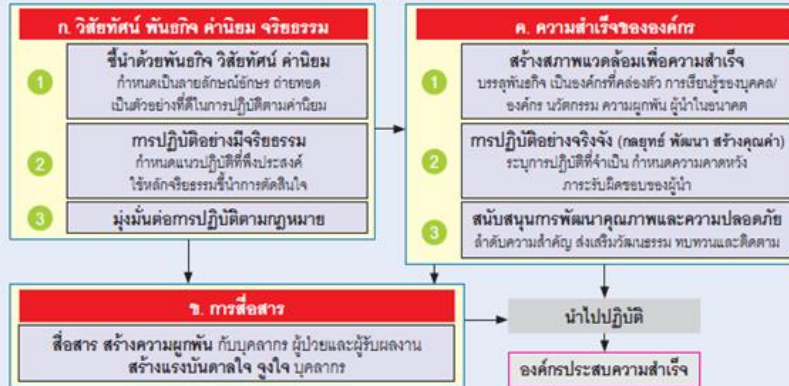 ก. วิสัยทัศน์ พันธกิจ ค่านิยม จริยธรรม
1
ชี้นำด้วยพันธกิจ วิสัยทัศน์ ค่านิยม
กำหนดเป็นลายลักษณ์อักษร ถ่ายทอด
เป็นตัวอย่างที่ดีในการปฏิบัติตามค่านิยม
2
การปฏิบัติอย่างมีจริยธรรม
กำหนดแนวปฏิบัติที่พึงประสงค์
ใช้หลักจริยธรรมชี้นำการตัดสินใจ
3
มุ่งมั่นต่อการปฏิบัติตามกฎหมาย
ค. ความสำเร็จขององค์กร
1
สร้างสภาพแวดล้อมเพื่อความสำเร็จ
บรรลุพันธกิจ เป็นองค์กรที่คล่องตัว การเรียนรู้ของบุคคล/
องค์กร นวัตกรรม ความผูกพัน ผู้นำในอนาคต
2
การปฏิบัติอย่างจริงจัง (กลยุทธ์ พัฒนา สร้างคุณค่า)
ระบุการปฏิบัติที่จำเป็น กำหนดความคาดหวัง
ภาระรับผิดชอบของผู้นำ
3
สนับสนุนการพัฒนาคุณภาพและความปลอดภัย
ลำดับความสำคัญ ส่งเสริมวัฒนธรรม ทบทวนและติดตาม
ข. การสื่อสาร
สื่อสาร สร้างความผูกพัน กับบุคลากร ผู้ป่วยและผู้รับผลงาน
สร้างแรงบันดาลใจ จูงใจ บุคลากร
นำไปปฏิบัติ
องค์กรประสบความสำเร็จ